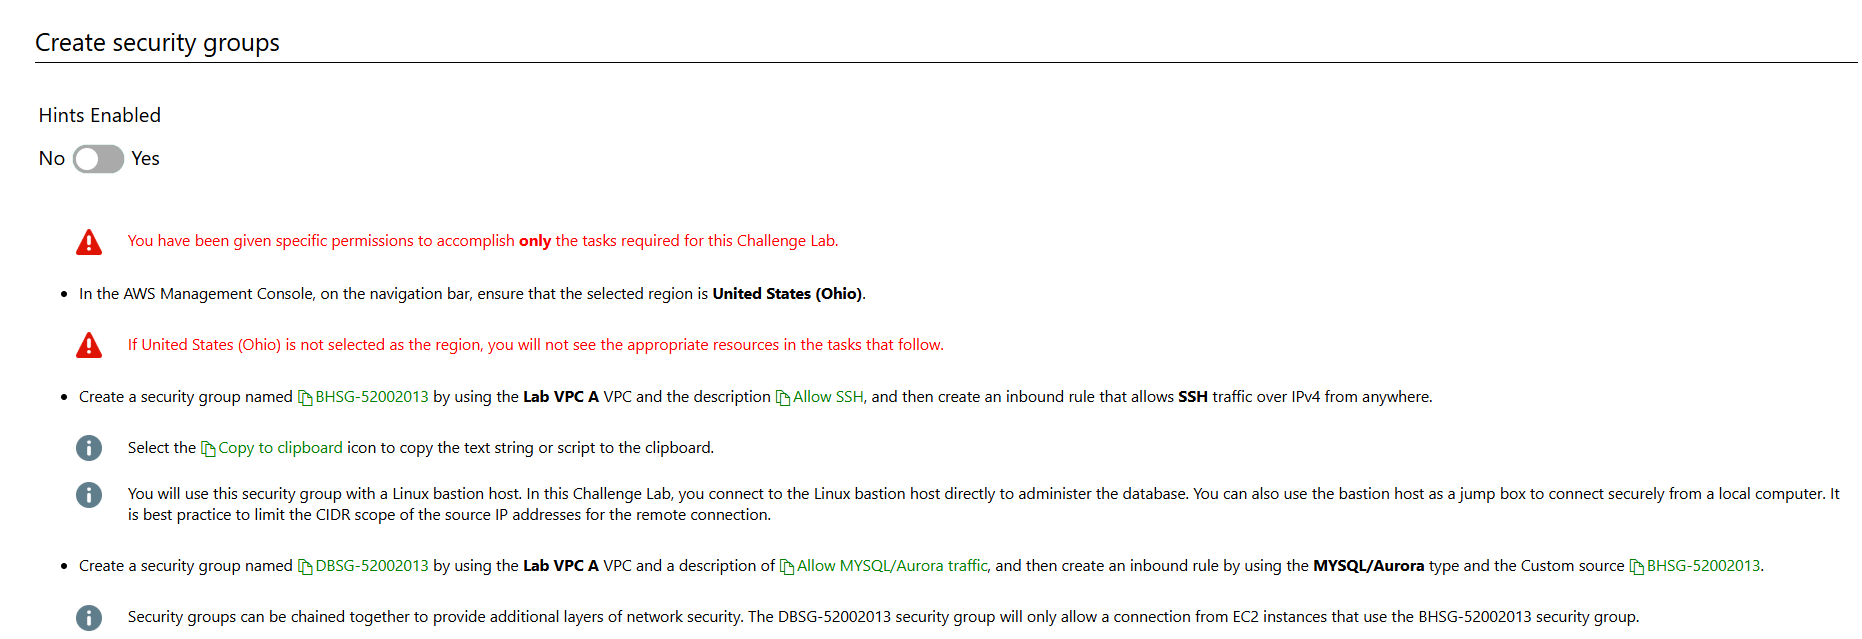 Create security groups
Hints Enabled
No Yes
You have been given specific permissions to accomplish only the tasks required for this Challenge Lab.
• In the AWS Management Console, on the navigation bar, ensure that the selected region is United States (Ohio).
If United States (Ohio) is not selected as the region, you will not see the appropriate resources in the tasks that follow.
• Create a security group named BHSG-52002013 by using the Lab VPC A VPC and the description Allow SSH, and then create an inbound rule that allows SSH traffic over IPv4 from anywhere.
Select the Copy to clipboard icon to copy the text string or script to the clipboard.
You will use this security group with a Linux bastion host. In this Challenge Lab, you connect to the Linux bastion host directly to administer the database. You can also use the bastion host as a jump box to connect securely from a local computer. It
is best practice to limit the CIDR scope of the source IP addresses for the remote connection.
• Create a security group named DBSG-52002013 by using the Lab VPC A VPC and a description of Allow MYSQL/Aurora traffic, and then create an inbound rule by using the MYSQL/Aurora type and the Custom source BHSG-52002013.
Security groups can be chained together to provide additional layers of network security. The DBSG-52002013 security group will only allow a connection from EC2 instances that use the BHSG-52002013 security group.